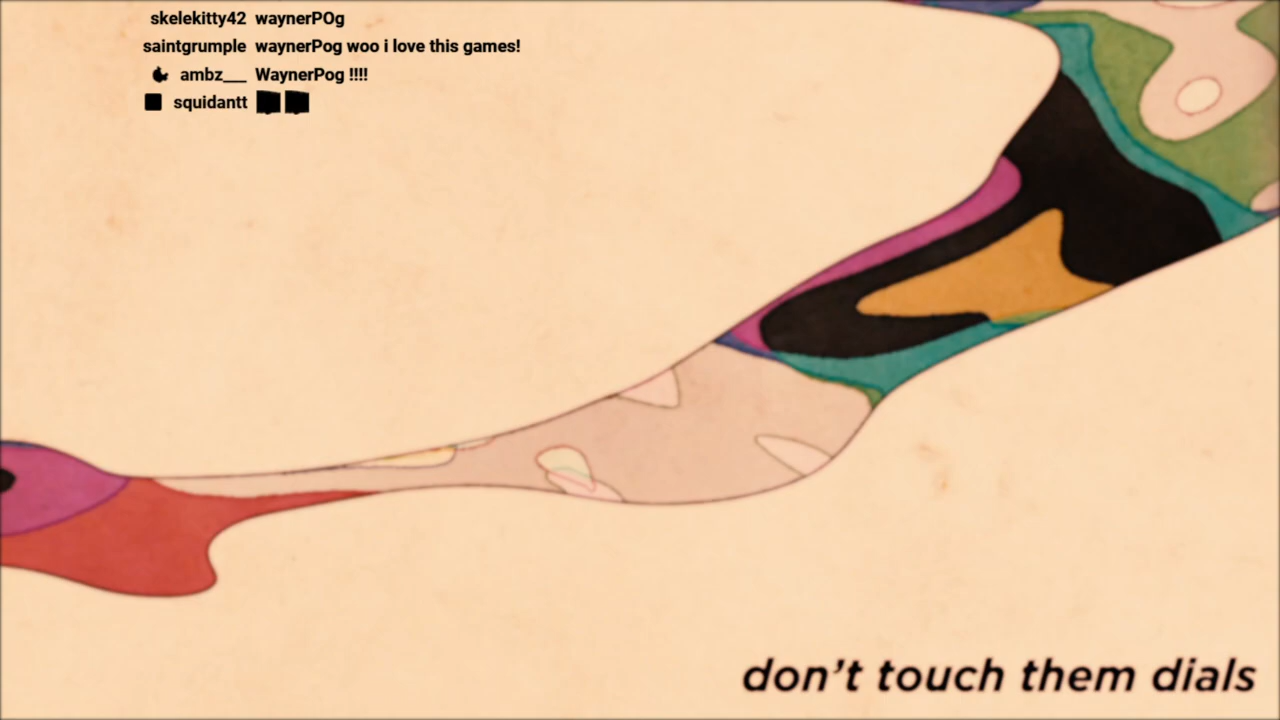 skelekitty42 waynerPOg
saintgrumple waynerPog woo i love this games!
ambz___ WaynerPog !!!!
squidantt
don't touch them dials